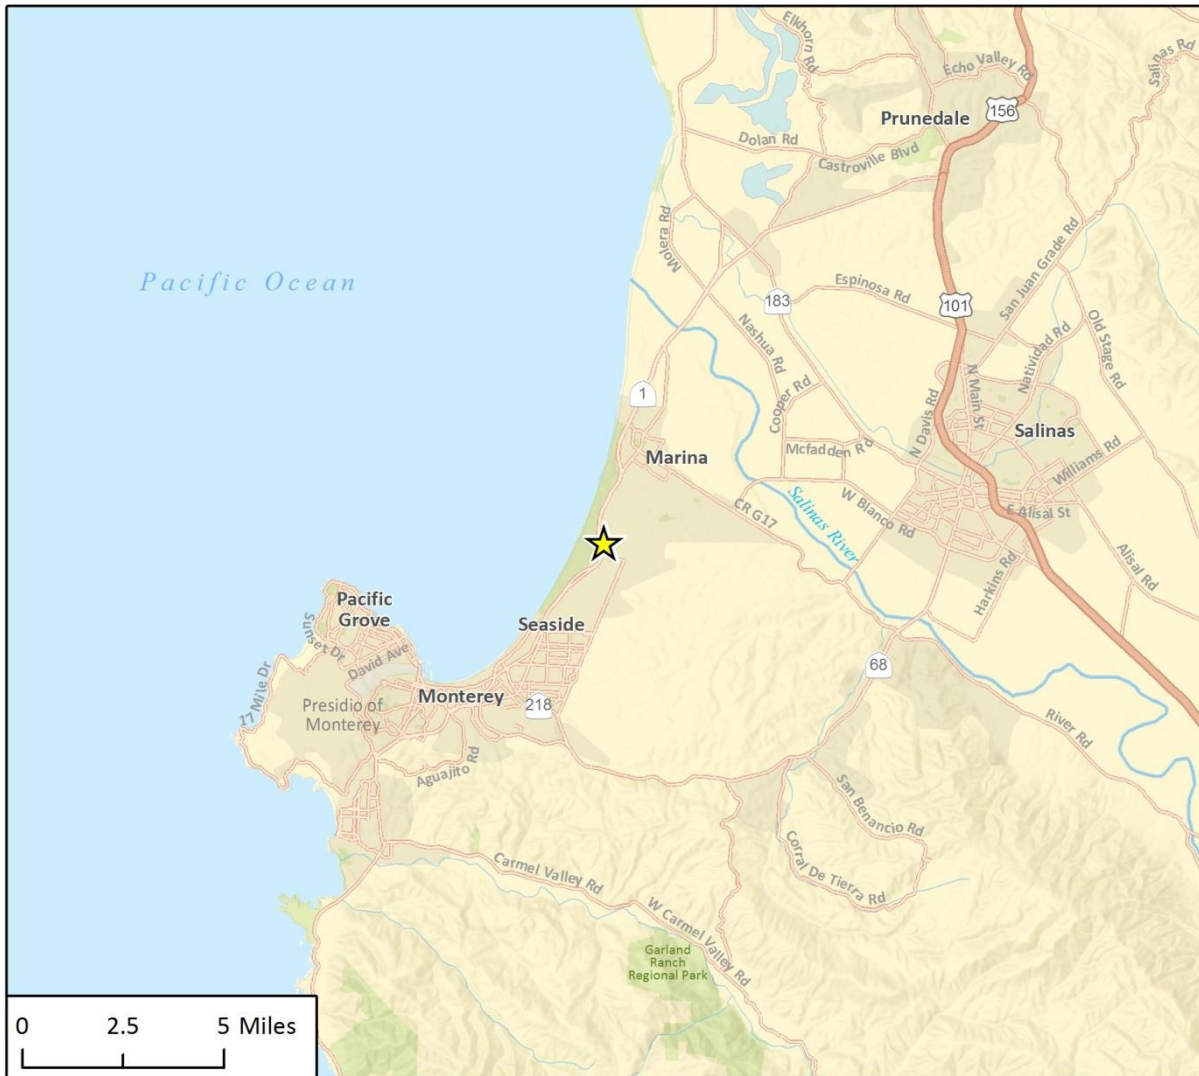 Elkhorn Rd
Echo Valley Rd
Salinas Rd
156
Prunedale
Dolan Rd
Castroville Blvd
Molera Rd
San Juan Grade Rd
Pacific Ocean
Espinosa Rd
183
101
Nashua Rd
Natividad Rd
Old Stage Rd
1
Cooper Rd
N Davis Rd
N Main St
Salinas
Marina
Mcfadden Rd
Williams Rd
CR G17
Salinas River
W Blanco Rd
E Alisal St
Alisal Rd
Harkins Rd
Pacific
Grove
Seaside
Sunset Dr
David Ave
68
17 Mile Dr
Presidio of
Monterey
Monterey
218
River Rd
Aguajito Rd
San Benancio Rd
Corral De Tierra Rd
Carmel Valley Rd
W Carmel Valley Rd
Garland
Ranch
Regional Park
0 2.5 5 Miles